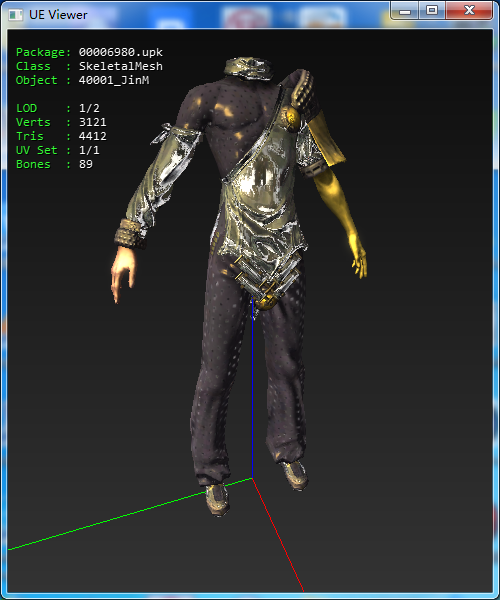 UE Viewer
Package: 00006980.upk
Class : SkeletalMesh
Object : 40001_JinM
LOD : 1/2
Verts : 3121
Tris : 4412
UV Set : 1/1
Bones : 89